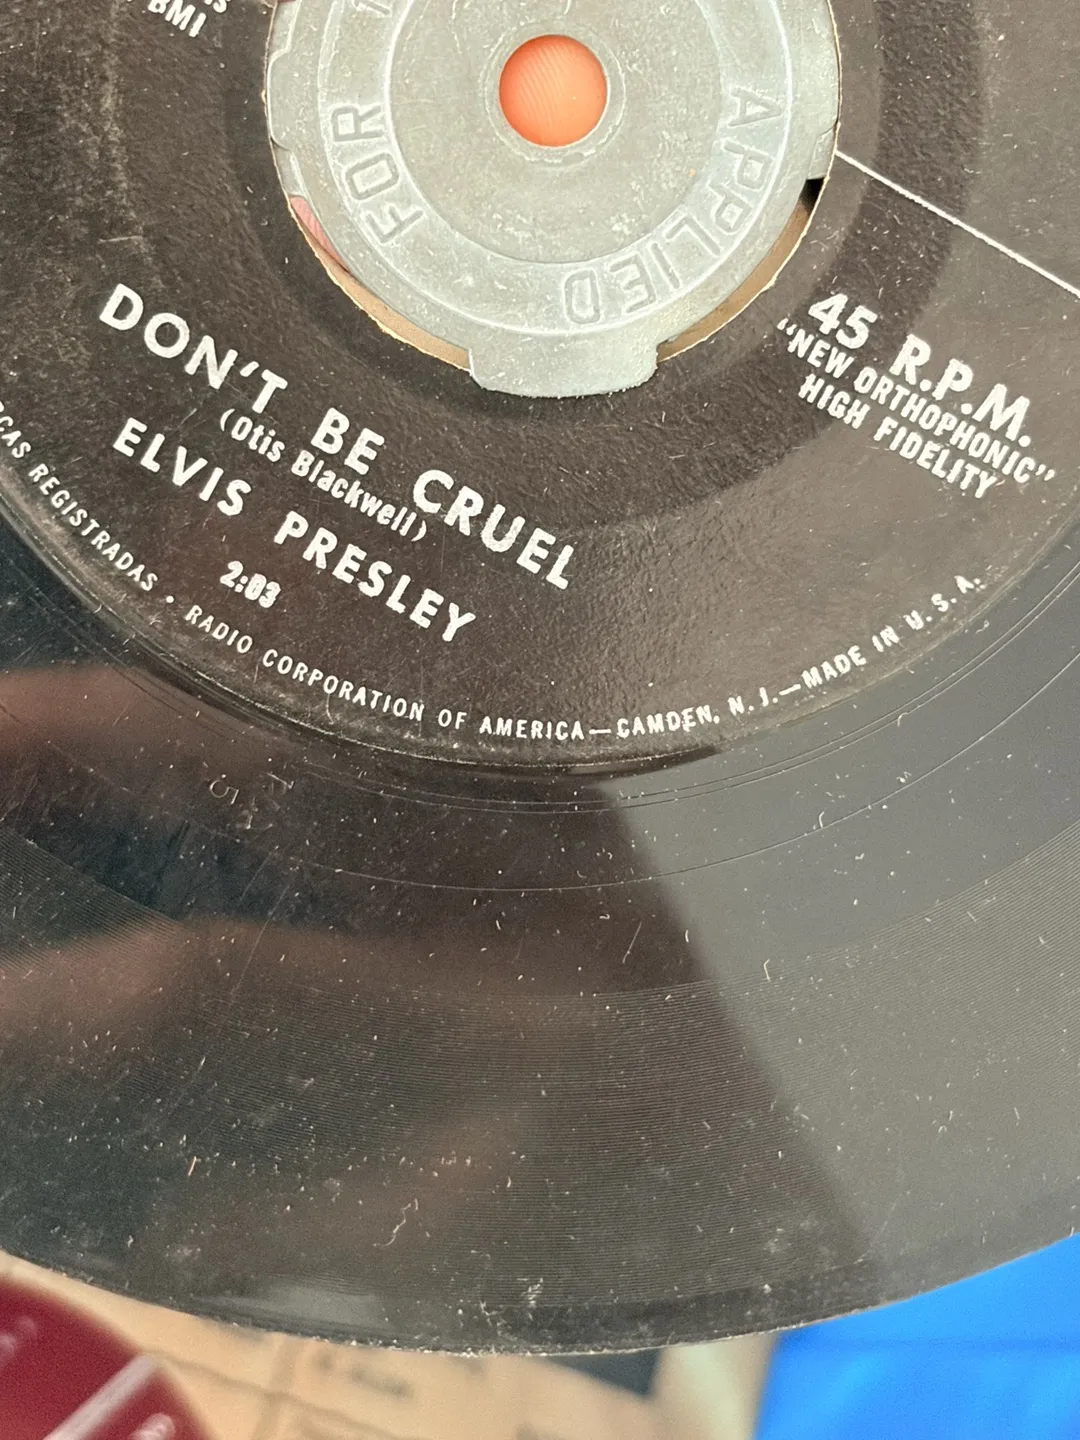 BMI
FOR
APPLIED
45 R.P.M.
“NEW ORTHOPHONIC”
HIGH FIDELITY
DON'T BE CRUEL
(Otis Blackwell)
ELVIS PRESLEY
2:03
REGISTRADAS • RADIO CORPORATION OF AMERICA—CAMDEN, N. J.—MADE IN U. S. A.